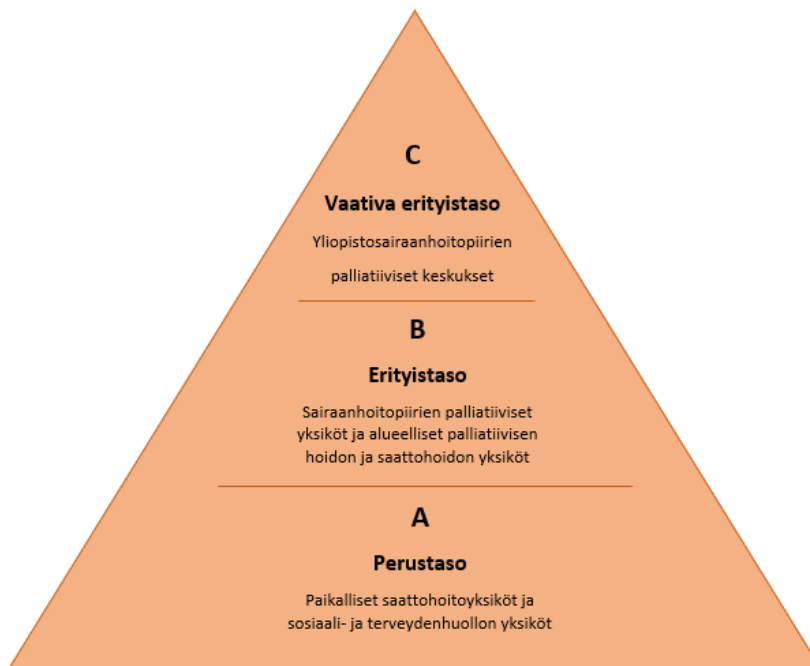 C
Vaativa erityistaso
Yliopistosairaanhoitopiirien
palliatiiviset keskukset
B
Erityistaso
Sairaanhoitopiirien palliatiiviset
yksiköt ja alueelliset palliatiivisen
hoidon ja saattohoidon yksiköt
A
Perustaso
Paikalliset saattohoitoyksiköt ja
sosiaali- ja terveydenhuollon yksiköt